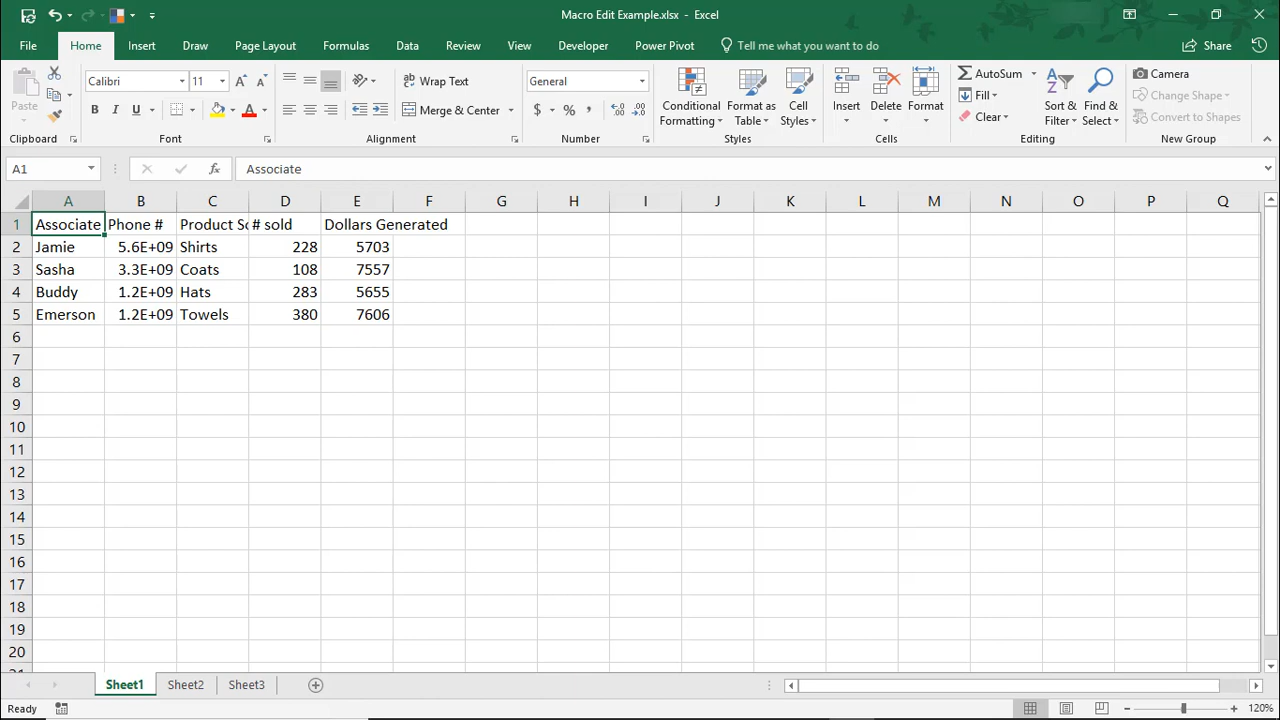 Macro Edit Example.xlsx - Excel
File Home Insert Draw Page Layout Formulas Data Review View Developer Power Pivot Tell me what you want to do Share
Paste
Calibri 11
B I U
Wrap Text
Merge & Center
General
$ % ,
Conditional Formatting
Format as Table
Cell Styles
Insert
Delete
Format
AutoSum
Fill
Clear
Sort & Filter
Find & Select
Camera
Change Shape
Convert to Shapes
Clipboard Font Alignment Number Styles Cells Editing New Group
A1 fx Associate
A B C D E F G H I J K L M N O P Q
1 Associate Phone # Product So # sold Dollars Generated
2 Jamie 5.6E+09 Shirts 228 5703
3 Sasha 3.3E+09 Coats 108 7557
4 Buddy 1.2E+09 Hats 283 5655
5 Emerson 1.2E+09 Towels 380 7606
6
7
8
9
10
11
12
13
14
15
16
17
18
19
20
Sheet1 Sheet2 Sheet3
Ready 120%